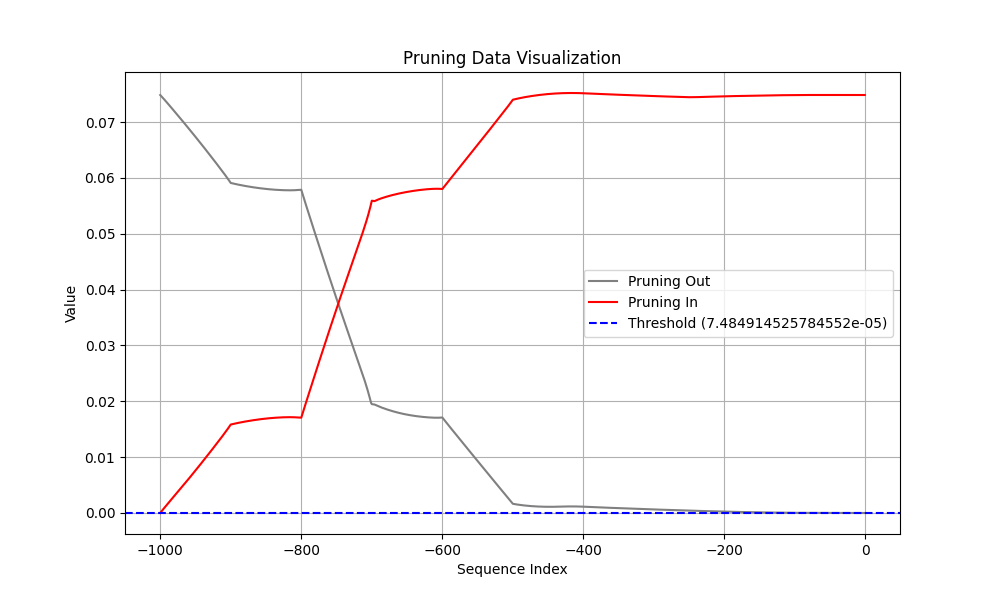 Pruning Data Visualization
Value
0.07
0.06
0.05
0.04
0.03
0.02
0.01
0.00
Pruning Out
Pruning In
Threshold (7.484914525784552e-05)
−1000
−800
−600
−400
−200
0
Sequence Index